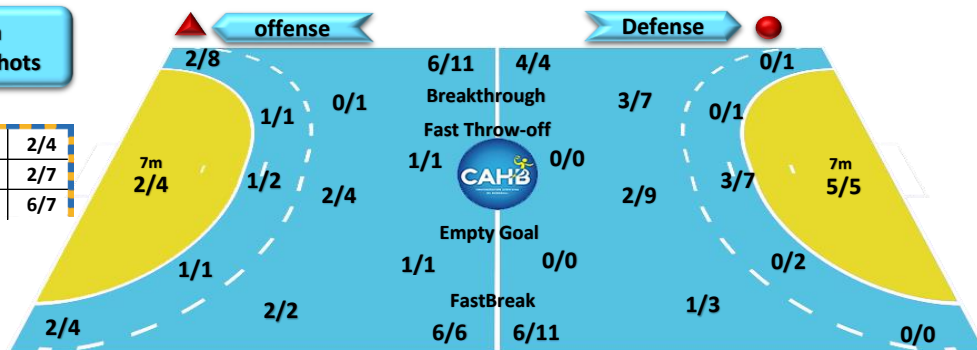 offense
Defense
hots
2/8
6/11
4/4
0/1
Breakthrough
1/1
0/1
3/7
0/1
Fast Throw-off
2/4
2/7
6/7
7m
2/4
1/2
2/4
1/1
CAHB
0/0
2/9
3/7
7m
5/5
Empty Goal
1/1
1/1
0/0
0/2
FastBreak
2/2
1/3
2/4
6/6
6/11
0/0